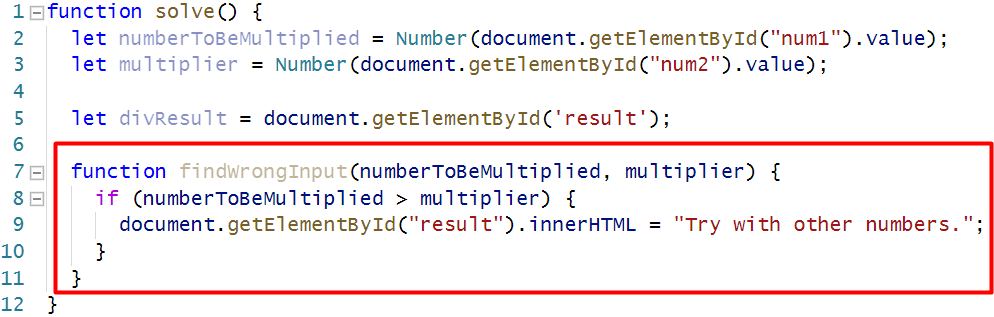 1 function solve() {
2 let numberToBeMultiplied = Number(document.getElementById("num1").value);
3 let multiplier = Number(document.getElementById("num2").value);
4
5 let divResult = document.getElementById('result');
6
7 function findWrongInput(numberToBeMultiplied, multiplier) {
8 if (numberToBeMultiplied > multiplier) {
9 document.getElementById("result").innerHTML = "Try with other numbers.";
10 }
11 }
12 }